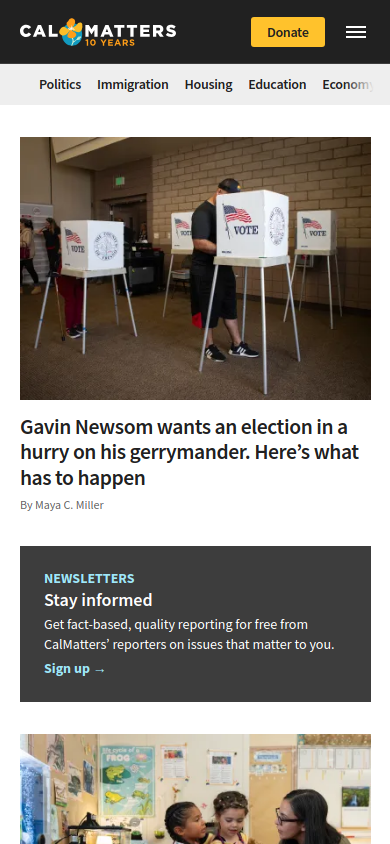 CALMATTERS
10 YEARS
Donate
Politics Immigration Housing Education Economy
VOTE
VOTE
VOTE
VOTE
Gavin Newsom wants an election in a
hurry on his gerrymander. Here’s what
has to happen
By Maya C. Miller
NEWSLETTERS
Stay informed
Get fact-based, quality reporting for free from
CalMatters’ reporters on issues that matter to you.
Sign up →
FROG